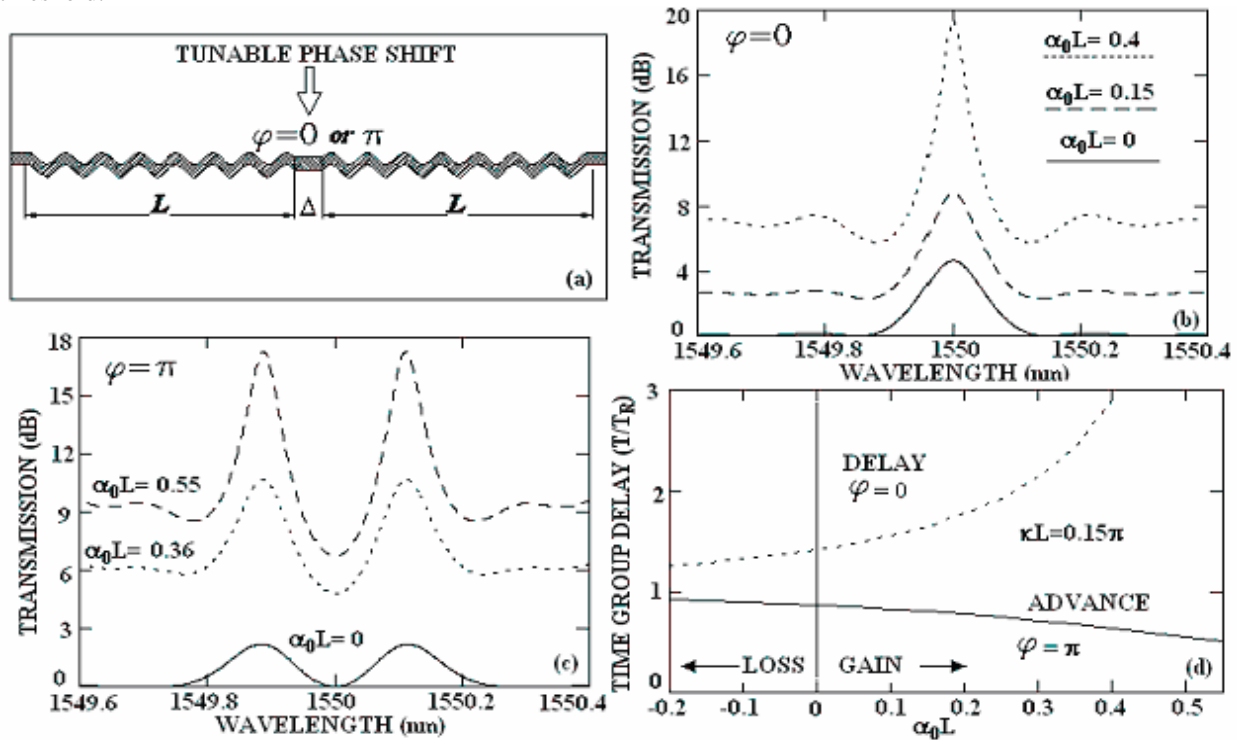 TUNABLE PHASE SHIFT
φ=0 or π
L Δ L
(a)
φ=0
α₀L= 0.4
α₀L= 0.15
α₀L= 0
TRANSMISSION (dB)
20
16
12
8
4
0
(b)
1549.6 1549.8 1550 1550.2 1550.4
WAVELENGTH (nm)
φ=π
TRANSMISSION (dB)
18
15
12
9
6
3
0
α₀L= 0.55
α₀L= 0.36
α₀L= 0
(c)
1549.6 1549.8 1550 1550.2 1550.4
WAVELENGTH (nm)
TIME GROUP DELAY (T/T_R)
3
2
1
0
DELAY
φ=0
κL=0.15π
ADVANCE
φ=π
LOSS GAIN
(d)
-0.2 -0.1 0 0.1 0.2 0.3 0.4 0.5
α₀L